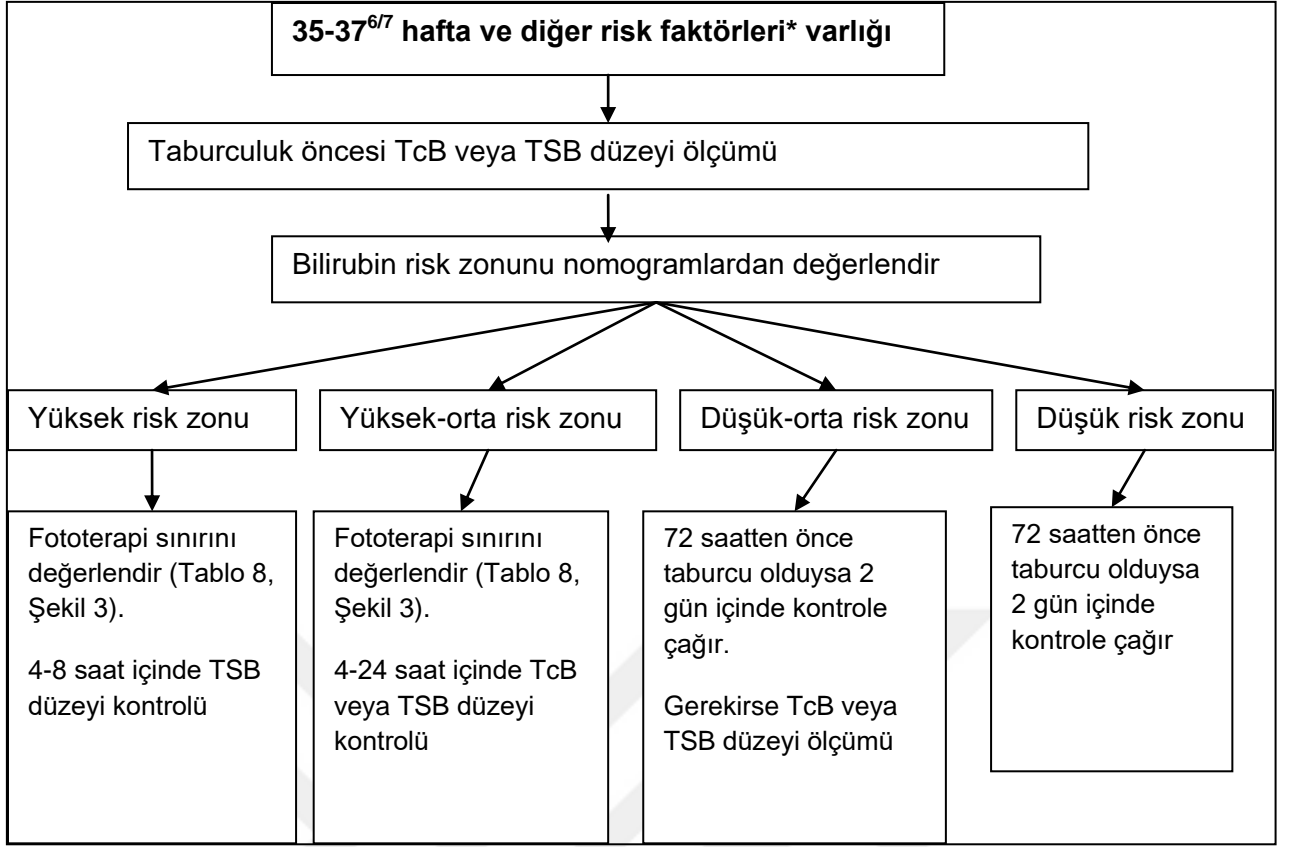 35-37⁶/⁷ hafta ve diğer risk faktörleri* varlığı
Taburculuk öncesi TcB veya TSB düzeyi ölçümü
Bilirubin risk zonunu nomogramlardan değerlendir
Yüksek risk zonu
Yüksek-orta risk zonu
Düşük-orta risk zonu
Düşük risk zonu
Fototerapi sınırını
değerlendir (Tablo 8,
Şekil 3).
4-8 saat içinde TSB
düzeyi kontrolü
Fototerapi sınırını
değerlendir (Tablo 8,
Şekil 3).
4-24 saat içinde TcB
veya TSB düzeyi
kontrolü
72 saatten önce
taburcu olduysa 2
gün içinde kontrole
çağır.
Gerekirse TcB veya
TSB düzeyi ölçümü
72 saatten önce
taburcu olduysa
2 gün içinde
kontrole çağır